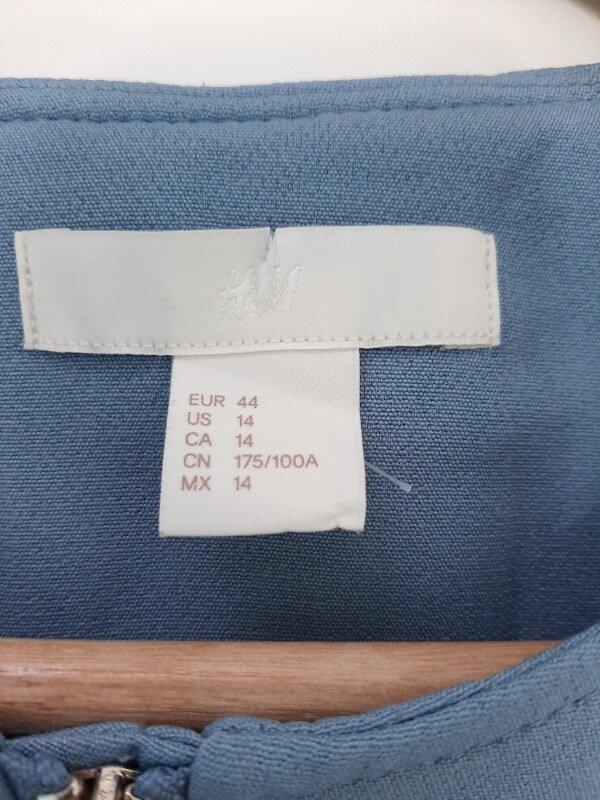 H&M
EUR 44
US 14
CA 14
CN 175/100A
MX 14